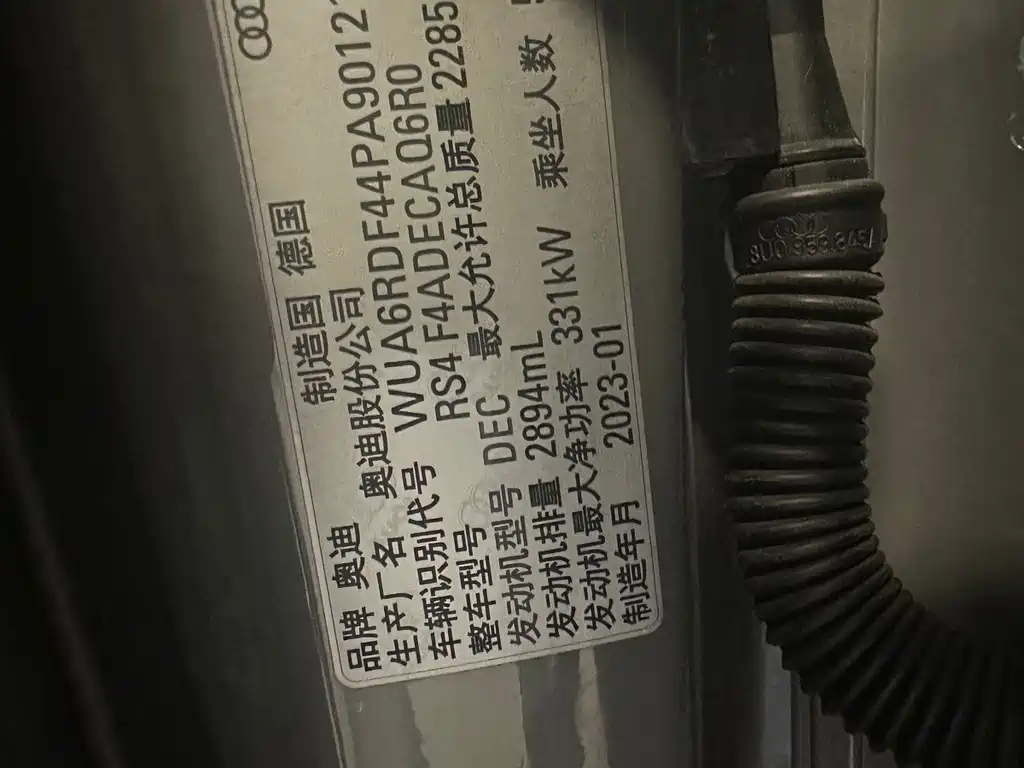 品牌 奥迪 制造国 德国
生产厂名 奥迪股份公司
车辆识别代号 WUA6RDF44PA90121
整车型号 RS4 F4ADECAQ6R0
发动机型号 DEC 最大允许总质量 2285
发动机排量 2894mL 乘坐人数
发动机最大净功率 331kW
制造年月 2023-01